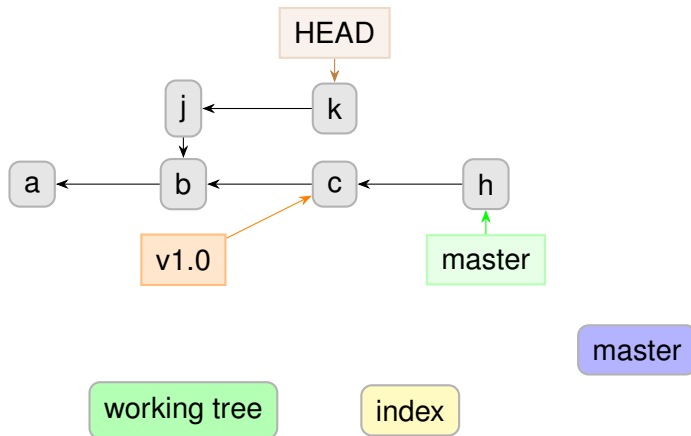 HEAD
j
k
a
b
c
h
v1.0
master
master
working tree
index